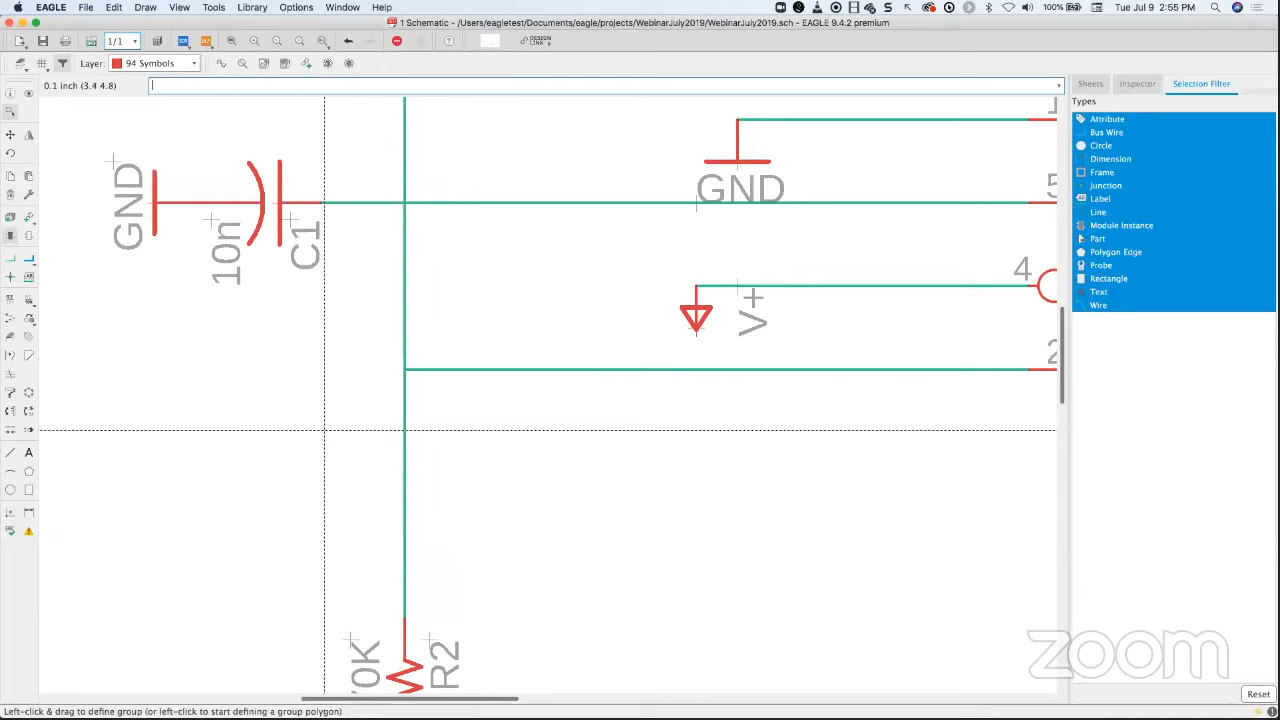 EAGLE File Edit Draw View Tools Library Options Window Help 100% Tue Jul 9 2:55 PM
1 Schematic - /Users/eagletest/Documents/eagle/projects/WebinarJuly2019/WebinarJuly2019.sch - EAGLE 9.4.2 premium
1/1 DESIGN LINK
Layer: 94 Symbols
0.1 inch (3.4 4.8)
Sheets Inspector Selection Filter
Types
Attribute
Bus Wire
Circle
Dimension
Frame
Junction
Label
Line
Module Instance
Part
Polygon Edge
Probe
Rectangle
Text
Wire
GND
10n
C1
GND
5
4
V+
2
R2
zoom
Reset
Left-click & drag to define group (or left-click to start defining a group polygon)